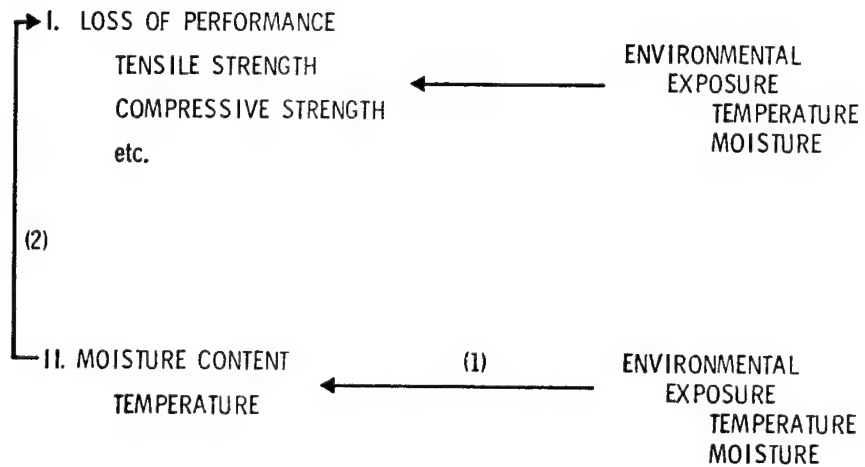 I. LOSS OF PERFORMANCE
TENSILE STRENGTH
COMPRESSIVE STRENGTH
etc.
ENVIRONMENTAL
EXPOSURE
TEMPERATURE
MOISTURE
(2)
II. MOISTURE CONTENT
TEMPERATURE
(1)
ENVIRONMENTAL
EXPOSURE
TEMPERATURE
MOISTURE